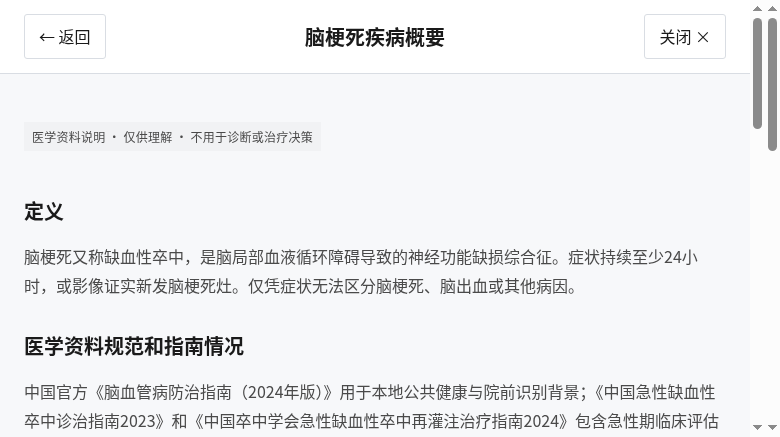 ← 返回
脑梗死疾病概要
关闭 ×
医学资料说明 · 仅供理解 · 不用于诊断或治疗决策
定义
脑梗死又称缺血性卒中，是脑局部血液循环障碍导致的神经功能缺损综合征。症状持续至少24小
时，或影像证实新发脑梗死灶。仅凭症状无法区分脑梗死、脑出血或其他病因。
医学资料规范和指南情况
中国官方《脑血管病防治指南（2024年版）》用于本地公共健康与院前识别背景；《中国急性缺血性
卒中诊治指南2023》和《中国卒中学会急性缺血性卒中再灌注治疗指南2024》包含急性期临床评估